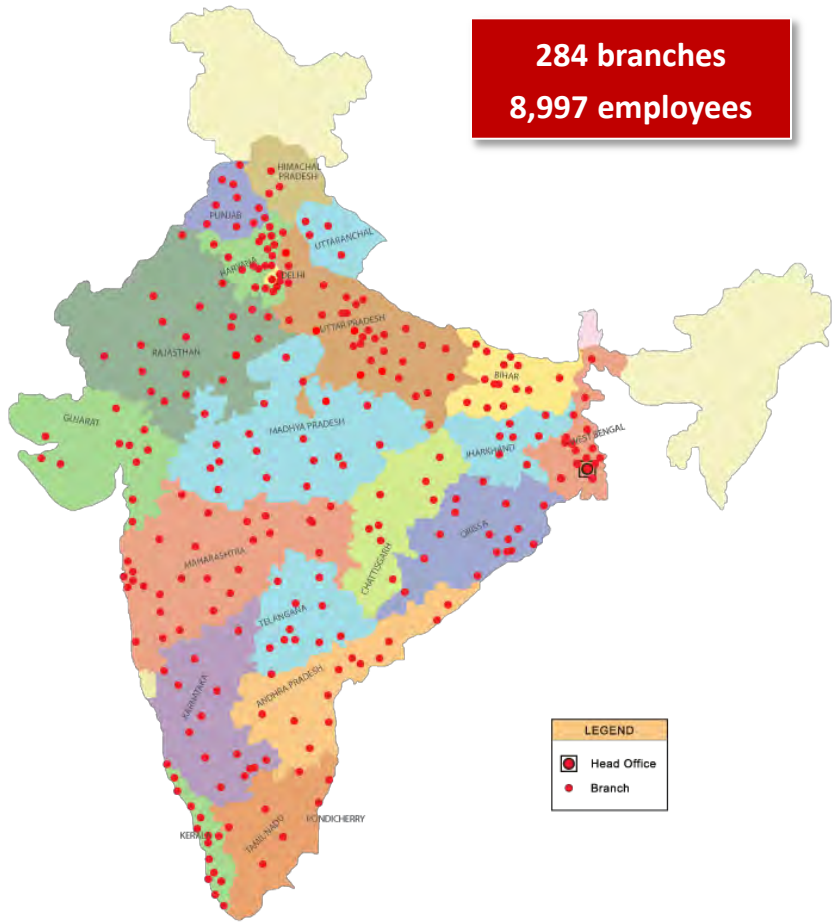 284 branches
8,997 employees
HIMACHAL
PRADESH
PUNJAB
UTTARANCHAL
HARYANA
DELHI
UTTAR PRADESH
RAJASTHAN
BIHAR
GUJARAT
MADHYA PRADESH
JHARKHAND
WEST BENGAL
ORISSA
MAHARASHTRA
CHATTISGARH
TELANGANA
ANDHRA PRADESH
KARNATAKA
LEGEND
Head Office
Branch
PONDICHERRY
TAMIL NADU
KERALA